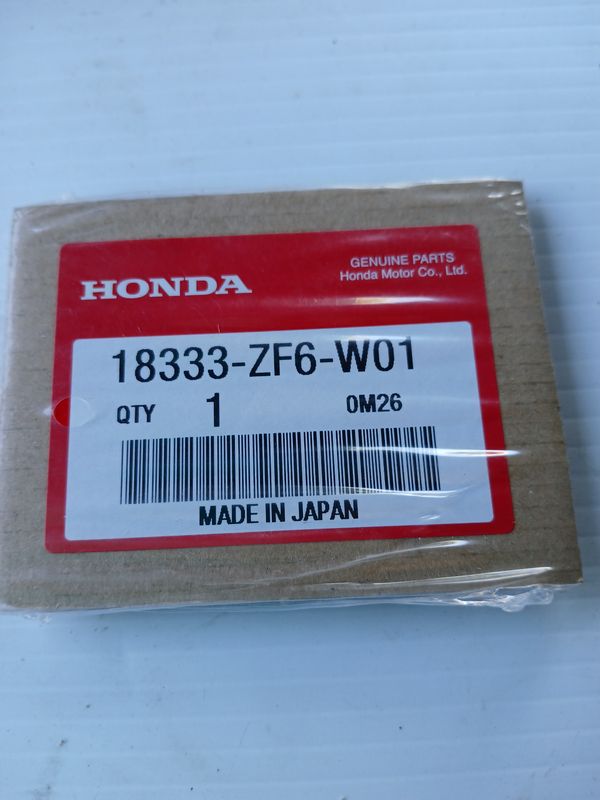 HONDA
GENUINE PARTS
Honda Motor Co., Ltd.
18333-ZF6-W01
QTY 1 0M26
MADE IN JAPAN